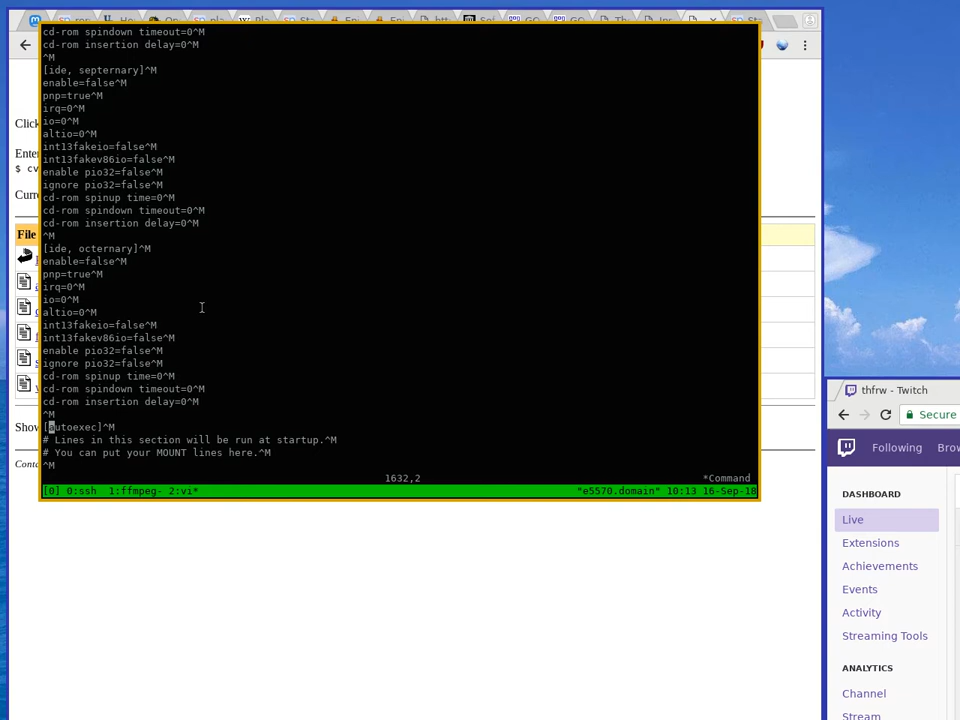 cd-rom spindown timeout=0^M
cd-rom insertion delay=0^M
^M
[ide, septernary]^M
enable=false^M
pnp=true^M
irq=0^M
io=0^M
altio=0^M
int13fakeio=false^M
int13fakev86io=false^M
enable pio32=false^M
ignore pio32=false^M
cd-rom spinup time=0^M
cd-rom spindown timeout=0^M
cd-rom insertion delay=0^M
^M
[ide, octernary]^M
enable=false^M
pnp=true^M
irq=0^M
io=0^M
altio=0^M
int13fakeio=false^M
int13fakev86io=false^M
enable pio32=false^M
ignore pio32=false^M
cd-rom spinup time=0^M
cd-rom spindown timeout=0^M
cd-rom insertion delay=0^M
^M
[autoexec]^M
# Lines in this section will be run at startup.^M
# You can put your MOUNT lines here.^M
^M
1632,2 *Command
[0] 0:ssh 1:ffmpeg- 2:vi* "e5570.domain" 10:13 16-Sep-18
Click
Enter
$ cv
Curre
File
Show
Conta
thfrw - Twitch
Secure
Following Brow
DASHBOARD
Live
Extensions
Achievements
Events
Activity
Streaming Tools
ANALYTICS
Channel
Stream